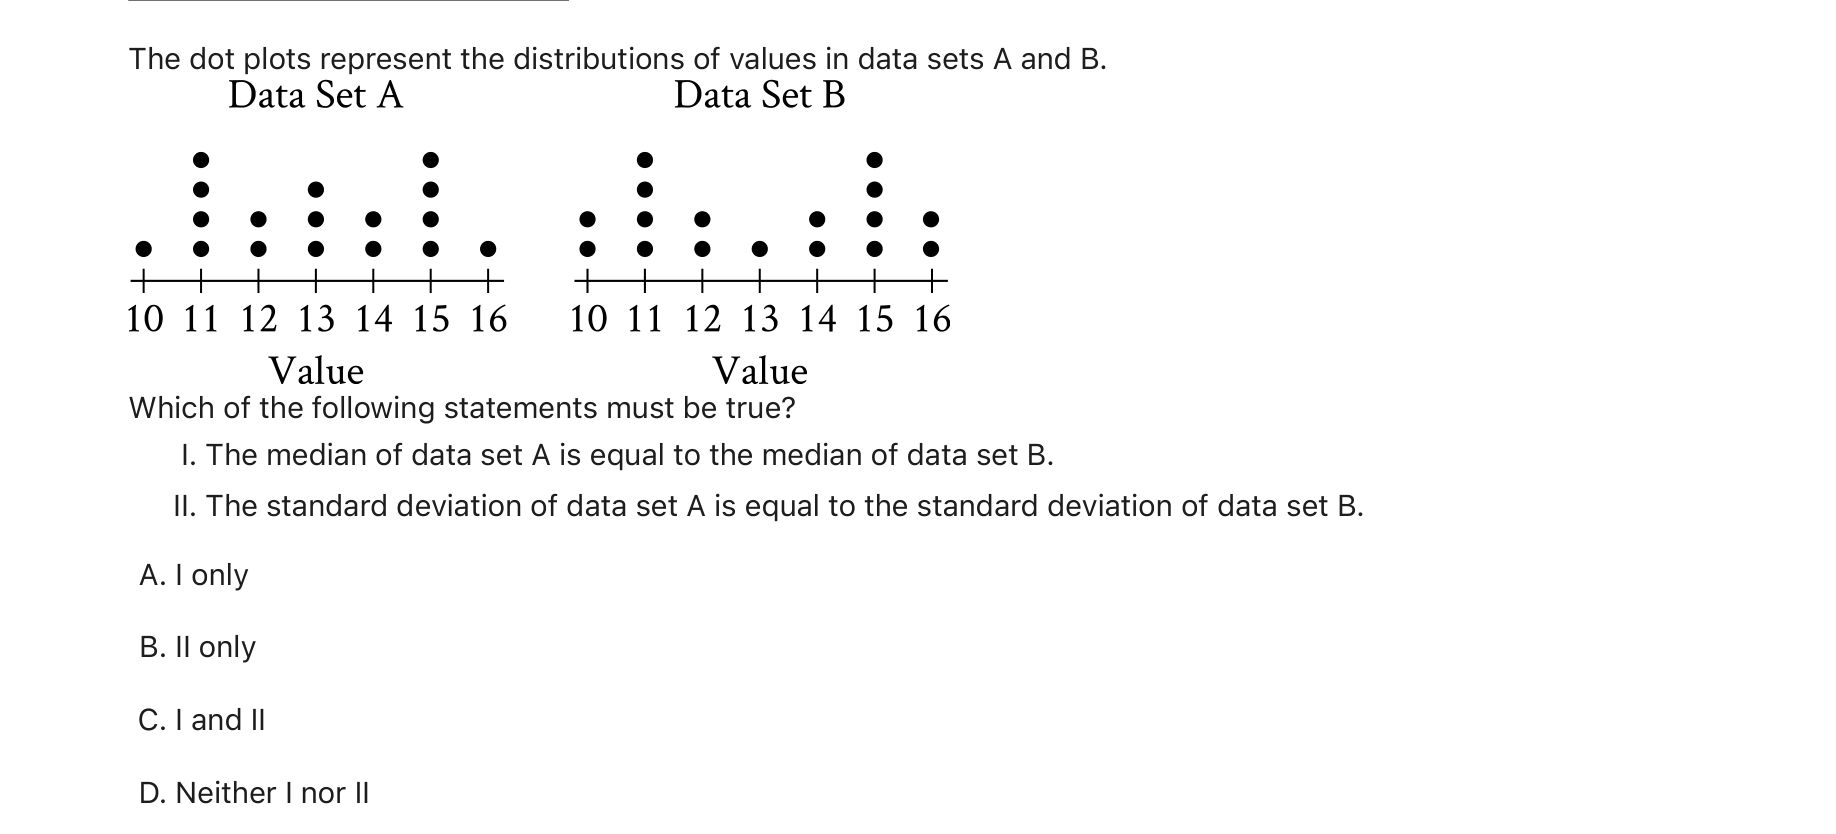 The dot plots represent the distributions of values in data sets A and B.
Data Set A Data Set B
10 11 12 13 14 15 16 10 11 12 13 14 15 16
Value Value
Which of the following statements must be true?
I. The median of data set A is equal to the median of data set B.
II. The standard deviation of data set A is equal to the standard deviation of data set B.
A. I only
B. II only
C. I and II
D. Neither I nor II